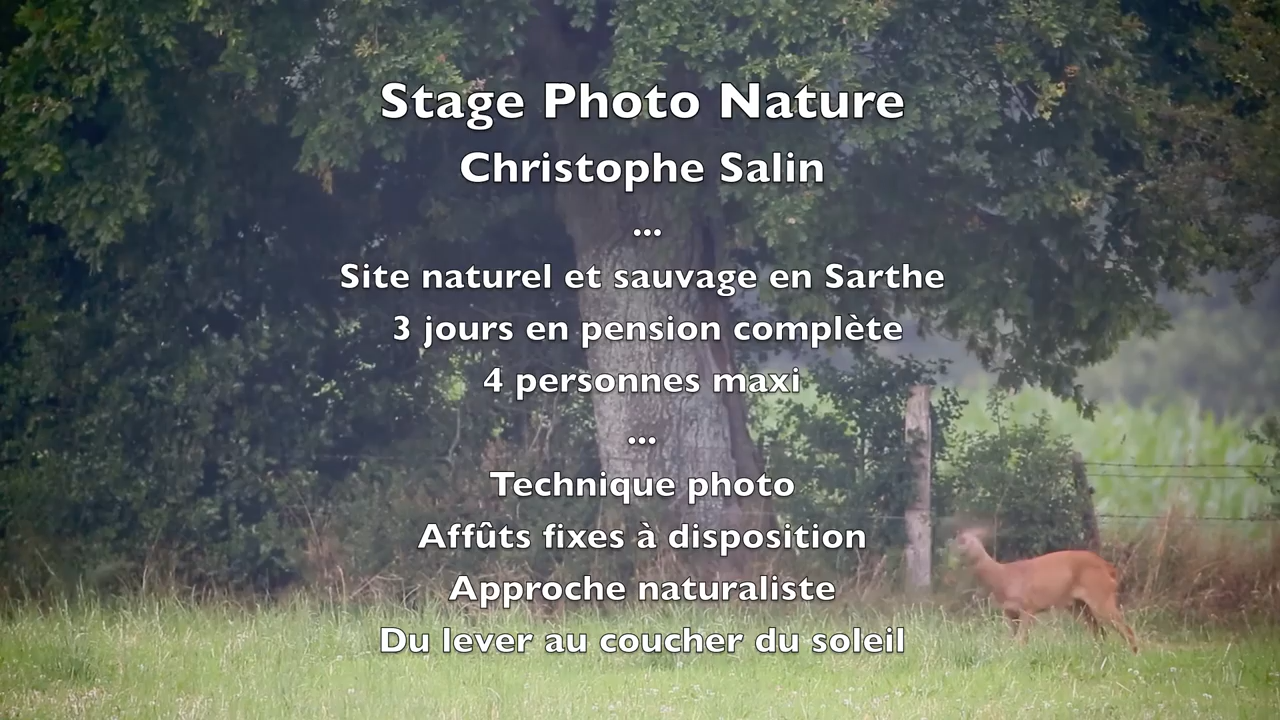 Stage Photo Nature
Christophe Salin
...
Site naturel et sauvage en Sarthe
3 jours en pension complète
4 personnes maxi
...
Technique photo
Affûts fixes à disposition
Approche naturaliste
Du lever au coucher du soleil